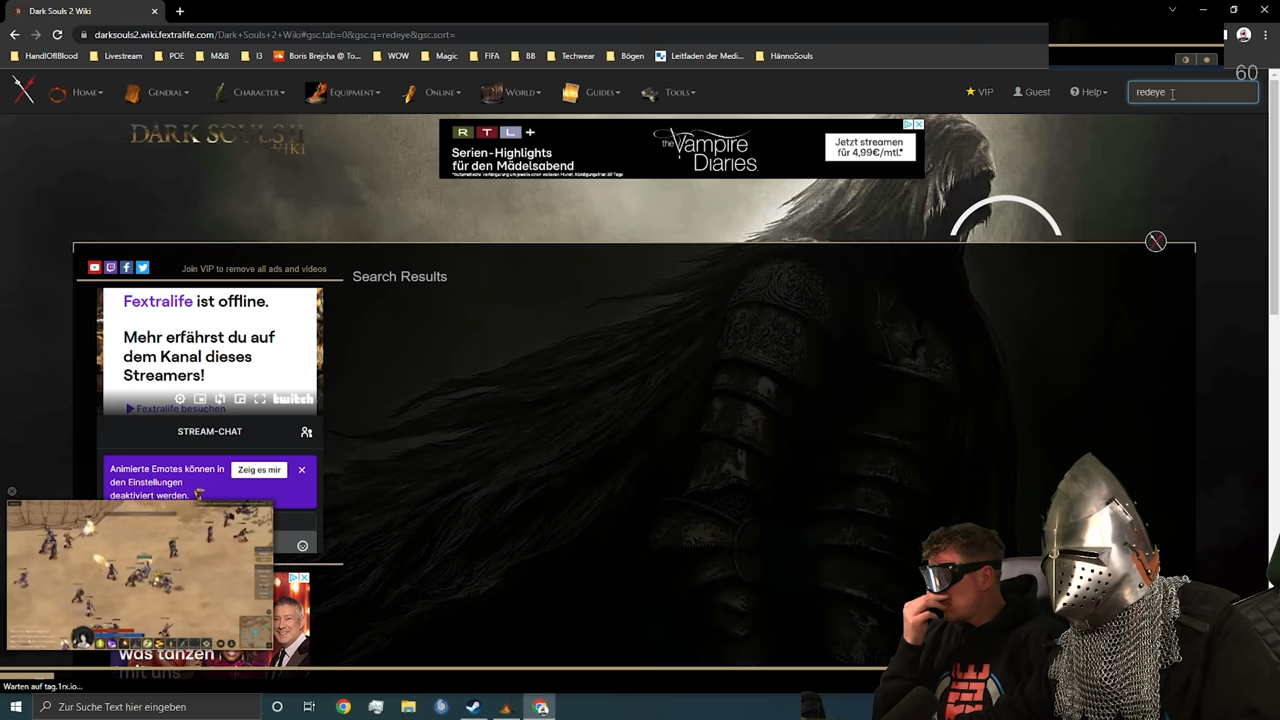 Dark Souls 2 Wiki
darksouls2.wiki.fextralife.com/Dark+Souls+2+Wiki#gsc.tab=0&gsc.q=redeye&gsc.sort=
HandlOfBlood Livestream POE M&B I3 Boris Brejcha @ To... WOW Magic FIFA BB Techwear Bögen Leitfaden der Medi... HännoSouls
60
HOME GENERAL CHARACTER EQUIPMENT ONLINE WORLD GUIDES TOOLS VIP Guest Help redeye
DARK SOULS II
WIKI
RTL+
Serien-Highlights
für den Mädelsabend
the Vampire
Diaries
Jetzt streamen
für 4,99€/mtl.*
Join VIP to remove all ads and videos
Search Results
Fextralife ist offline.
Mehr erfährst du auf
dem Kanal dieses
Streamers!
Fextralife besuchen
twitch
STREAM-CHAT
Animierte Emotes können in
den Einstellungen
deaktiviert werden.
Zeig es mir
was tanzen
mit uns
Warten auf tag.1rx.io...
Zur Suche Text hier eingeben